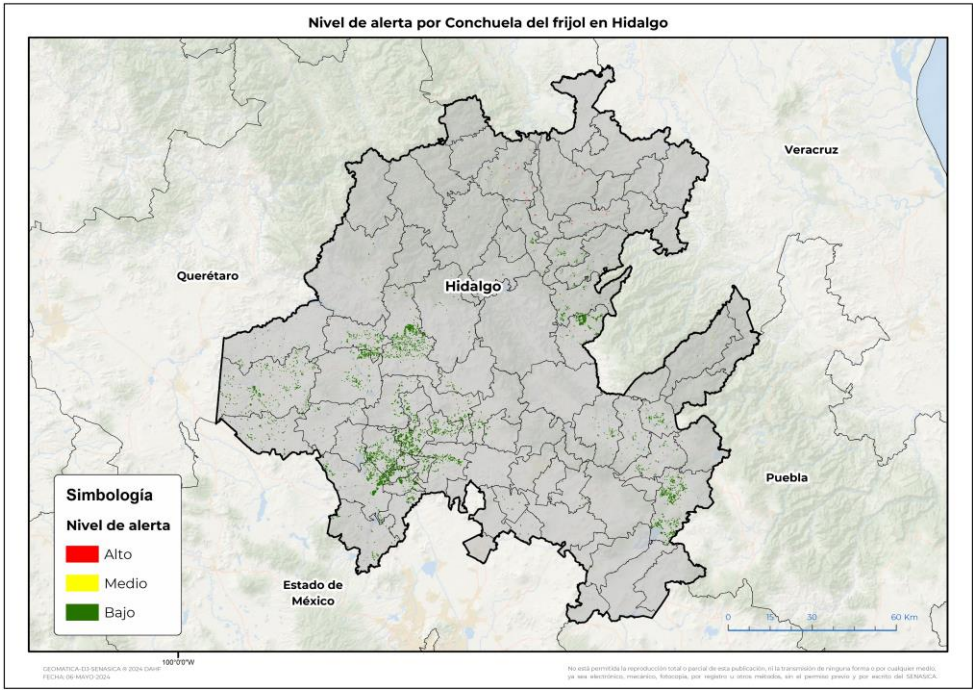 Nivel de alerta por Conchuela del frijol en Hidalgo
Veracruz
Querétaro
Hidalgo
Puebla
Estado de
México
Simbología
Nivel de alerta
Alto
Medio
Bajo
0 15 30 60 Km
100°0'0"W
GEOMATICA-DJ-SENASICA ® 2024 DAHF
FECHA: 06-MAYO-2024
No está permitida la reproducción total o parcial de esta publicación, ni la transmisión de ninguna forma o por cualquier medio,
ya sea electrónico, mecánico, fotocopia, por registro u otros métodos, sin el permiso previo y por escrito del SENASICA.